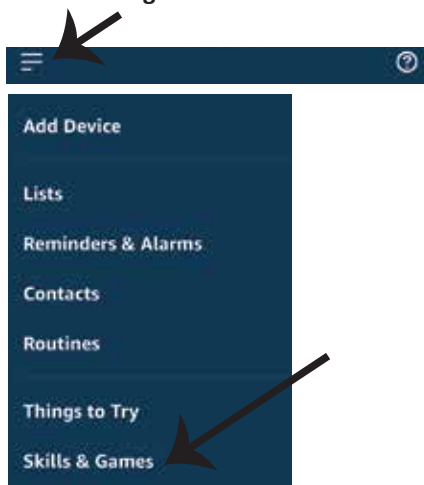 Add Device
Lists
Reminders & Alarms
Contacts
Routines
Things to Try
Skills & Games